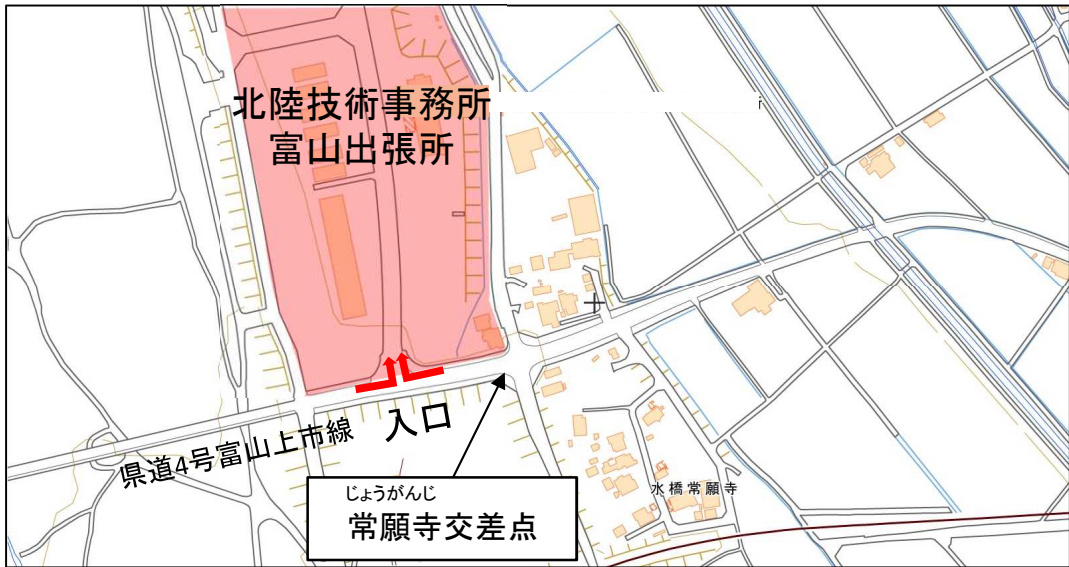 北陸技術事務所
富山出張所
県道4号富山上市線
入口
じょうがんじ
常願寺交差点
水橋常願寺